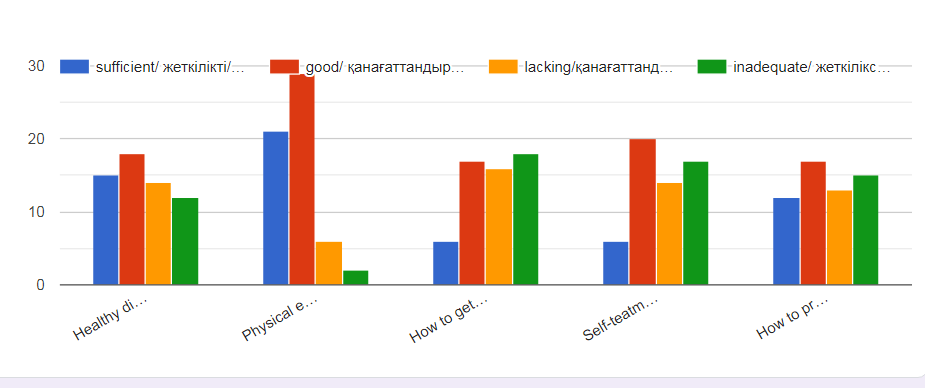 30
sufficient/ жеткілікті/…
good/ қанағаттандыр…
lacking/қанағаттанд…
inadequate/ жеткілікс…
20
10
0
Healthy di…
Physical e…
How to get…
Self-teatm…
How to pr…